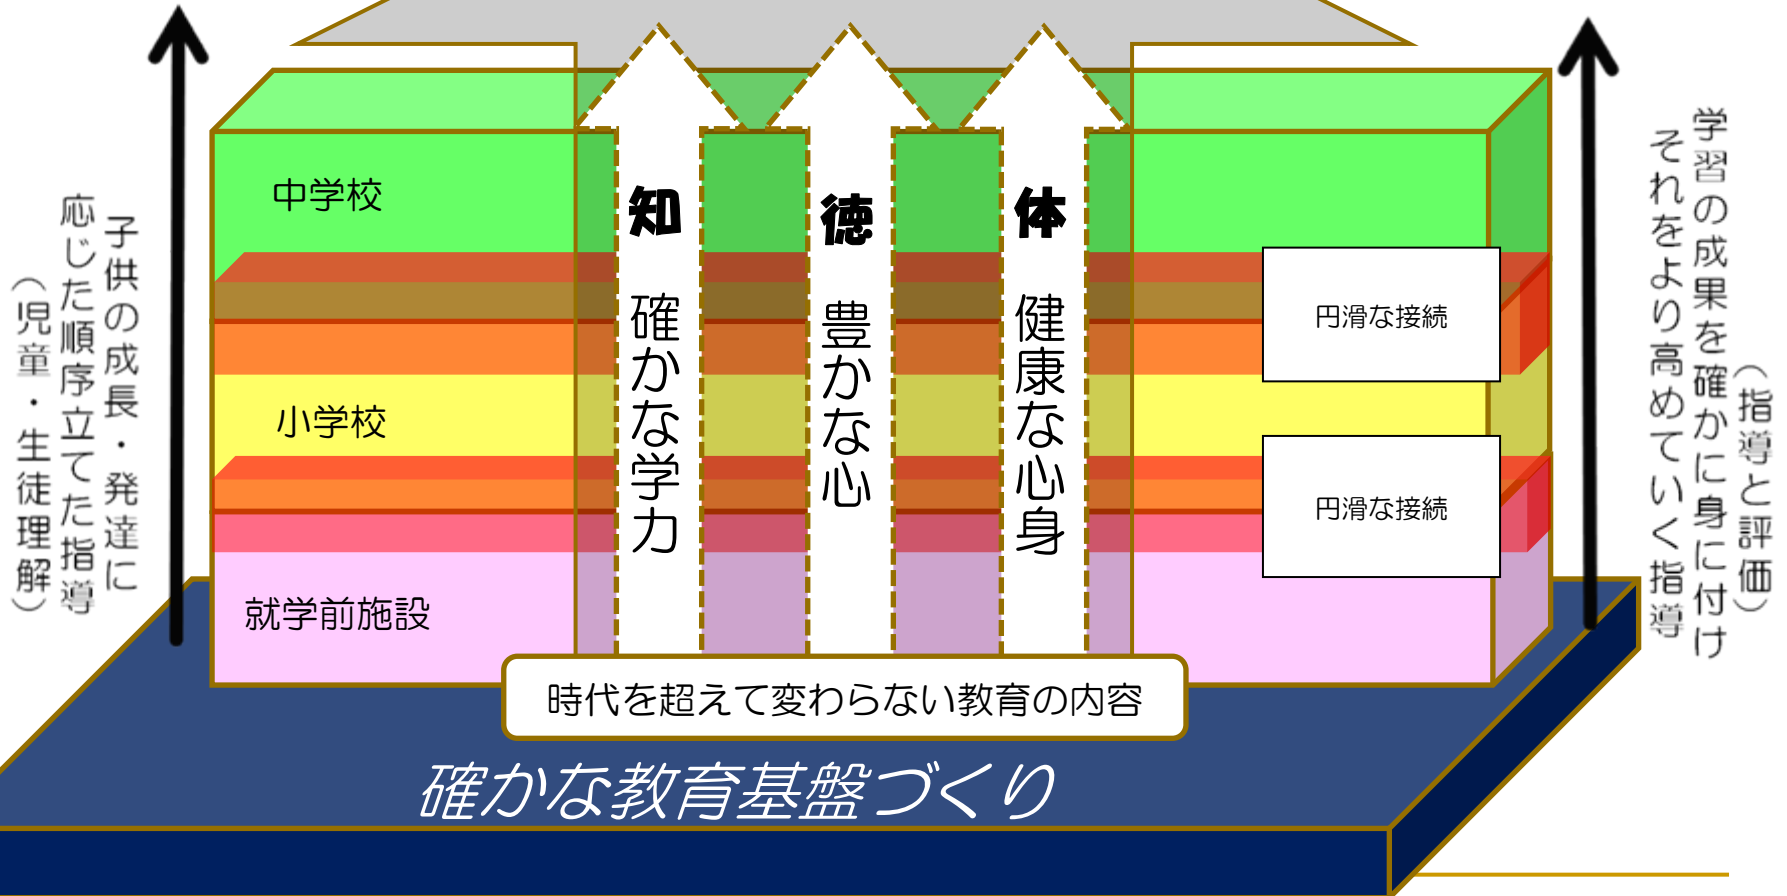 子供の成長・発達に
応じた順序立てた指導
（児童・生徒理解）
中学校
小学校
就学前施設
知 確かな学力
徳 豊かな心
体 健康な心身
円滑な接続
円滑な接続
（指導と評価）
学習の成果を確かに身に付け
それをより高めていく指導
時代を超えて変わらない教育の内容
確かな教育基盤づくり